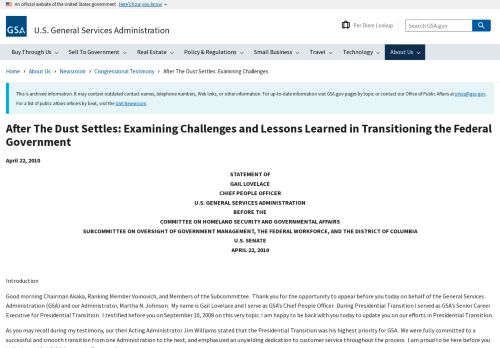 An official website of the United States government Here's how you know
GSA U.S. General Services Administration
Per Diem Lookup
Search GSA.gov
Buy Through Us Sell To Government Real Estate Policy & Regulations Small Business Travel Technology About Us
Home › About Us › Newsroom › Congressional Testimony › After The Dust Settles: Examining Challenges
This is archived information. It may contain outdated contact names, telephone numbers, Web links, or other information. For up-to-date information visit GSA.gov pages by topic or contact our Office of Public Affairs at press@gsa.gov.
For a list of public affairs officers by beat, visit the GSA Newsroom.
After The Dust Settles: Examining Challenges and Lessons Learned in Transitioning the Federal
Government
April 22, 2010
STATEMENT OF
GAIL LOVELACE
CHIEF PEOPLE OFFICER
U.S. GENERAL SERVICES ADMINISTRATION
BEFORE THE
COMMITTEE ON HOMELAND SECURITY AND GOVERNMENTAL AFFAIRS
SUBCOMMITTEE ON OVERSIGHT OF GOVERNMENT MANAGEMENT, THE FEDERAL WORKFORCE, AND THE DISTRICT OF COLUMBIA
U.S. SENATE
APRIL 22, 2010
Introduction
Good morning Chairman Akaka, Ranking Member Voinovich, and Members of the Subcommittee. Thank you for the opportunity to appear before you today on behalf of the General Services
Administration (GSA) and our Administrator, Martha N. Johnson. My name is Gail Lovelace and I serve as GSA's Chief People Officer. During Presidential Transition I served as GSA's Senior Career
Executive for Presidential Transition. I testified before you on September 10, 2008 on this very topic. I am happy to be back with you today to update you on our efforts in Presidential Transition.
As you may recall during my testimony, our then Acting Administrator Jim Williams stated that the Presidential Transition was his highest priority for GSA. We were fully committed to a
successful and smooth transition from one Administration to the next, and emphasized an unyielding dedication to customer service throughout the process. I am proud to be here before you